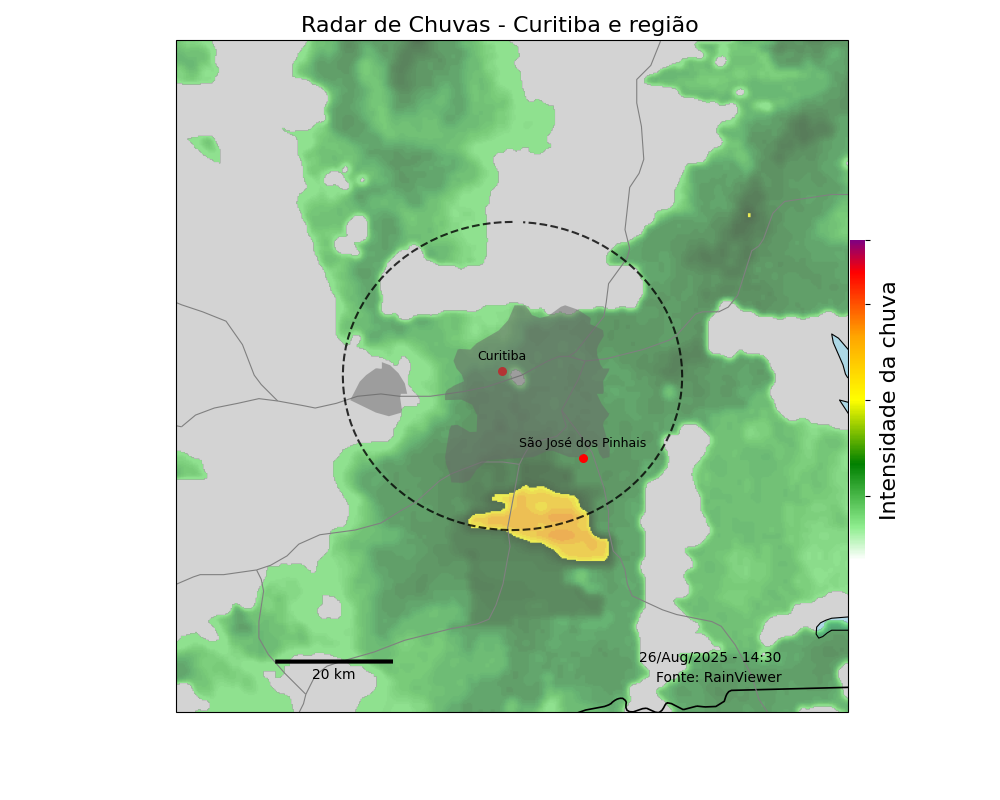 Radar de Chuvas - Curitiba e região
Curitiba
São José dos Pinhais
Intensidade da chuva
26/Aug/2025 - 14:30
Fonte: RainViewer
20 km